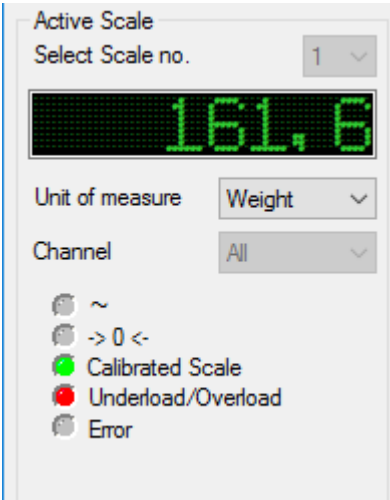 Active Scale
Select Scale no. 1
161,6
Unit of measure Weight
Channel All
~
-> 0 <-
Calibrated Scale
Underload/Overload
Error